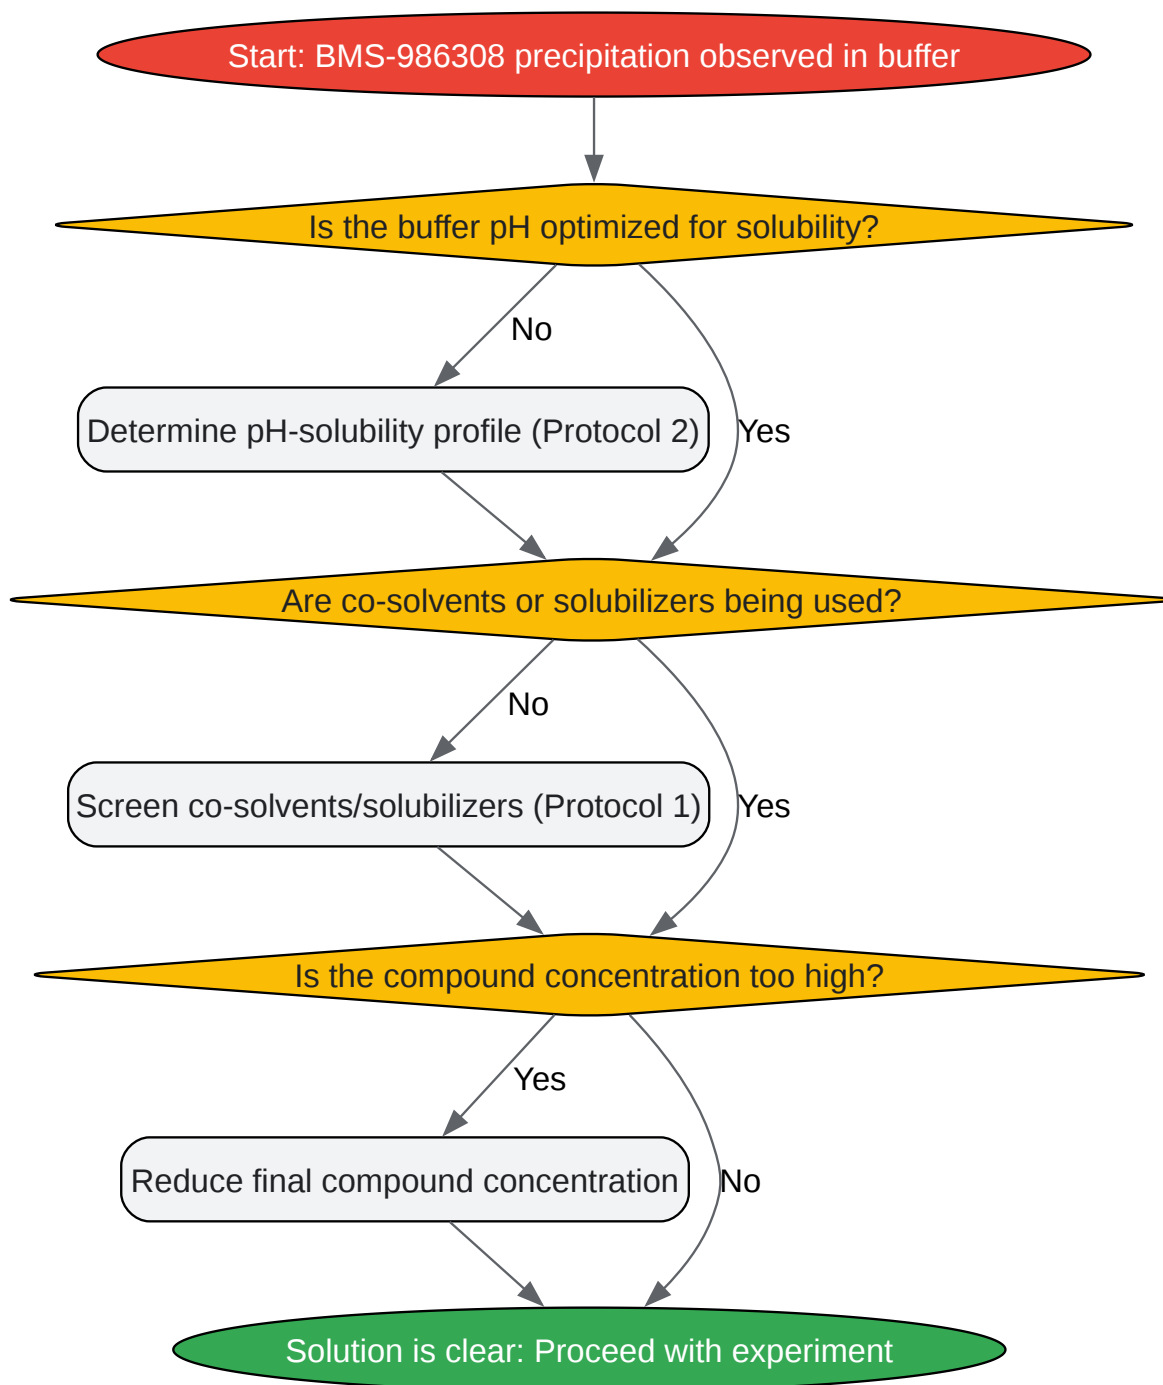 Start: BMS-986308 precipitation observed in buffer
Is the buffer pH optimized for solubility?
No
Determine pH-solubility profile (Protocol 2)
Yes
Are co-solvents or solubilizers being used?
No
Screen co-solvents/solubilizers (Protocol 1)
Yes
Is the compound concentration too high?
Yes
Reduce final compound concentration
No
Solution is clear: Proceed with experiment